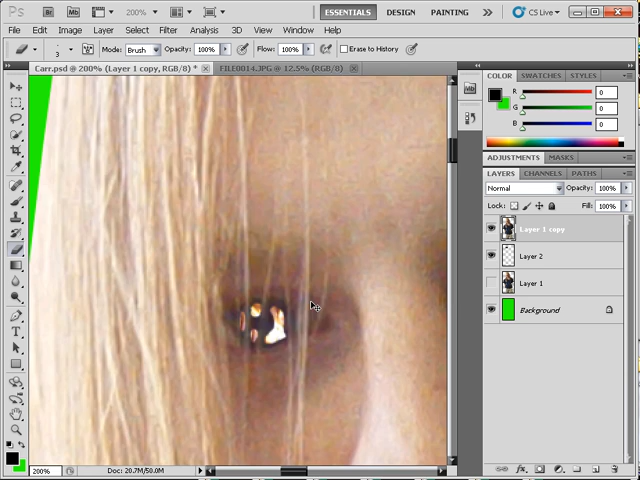 Br Mb 200% ESSENTIALS DESIGN PAINTING CS Live
File Edit Image Layer Select Filter Analysis 3D View Window Help
3 Mode: Brush Opacity: 100% Flow: 100% Erase to History
Carr.psd @ 200% (Layer 1 copy, RGB/8) * FILE0014.JPG @ 12.5% (RGB/8)
COLOR SWATCHES STYLES
R 0
G 0
B 0
ADJUSTMENTS MASKS
LAYERS CHANNELS PATHS
Normal Opacity: 100%
Lock: Fill: 100%
Layer 1 copy
Layer 2
Layer 1
Background
200% Doc: 20.7M/50.0M